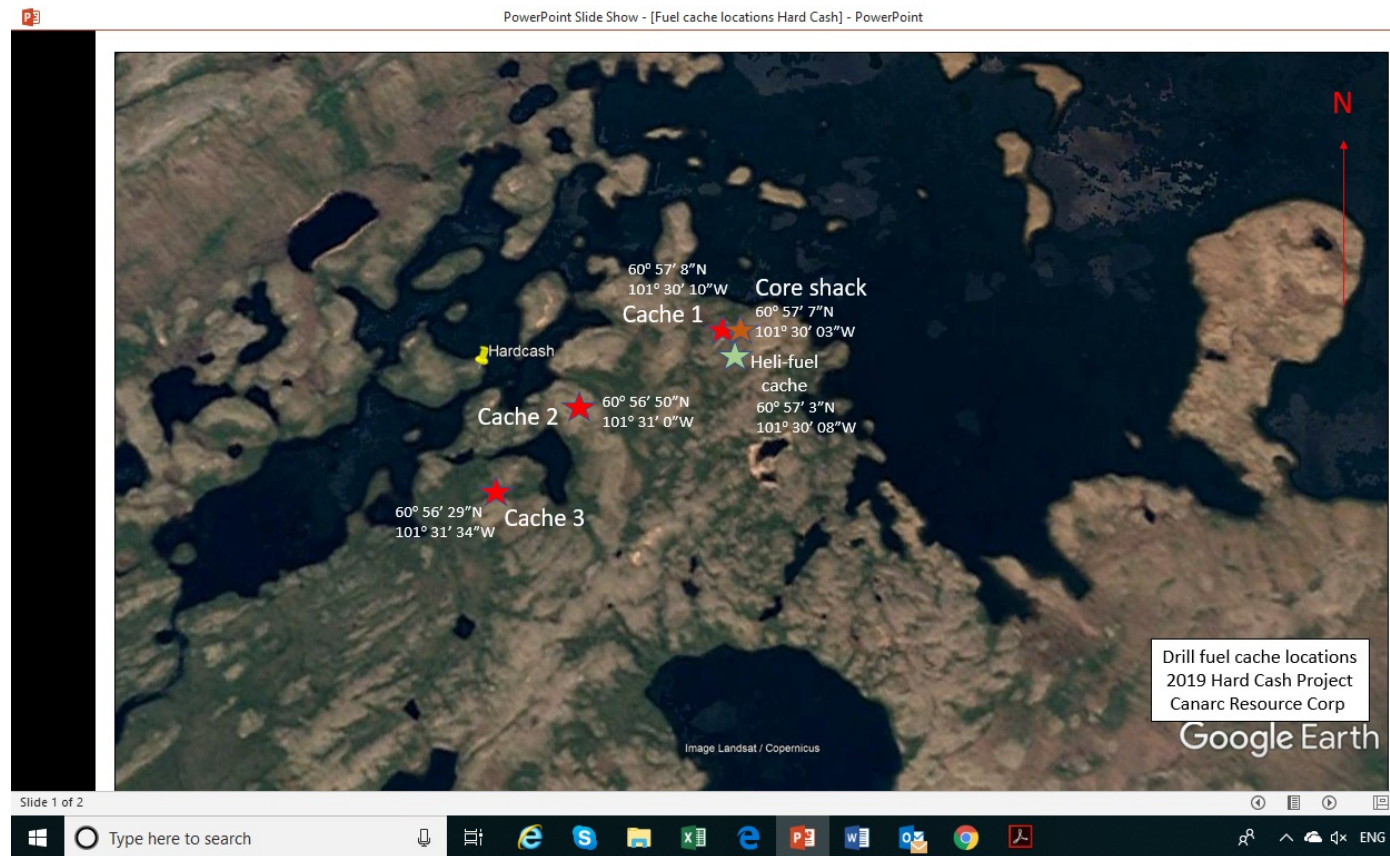 PowerPoint Slide Show - [Fuel cache locations Hard Cash] - PowerPoint
N
60° 57′ 8″N
101° 30′ 10″W
Cache 1
Core shack
60° 57′ 7″N
101° 30′ 03″W
Hardcash
Heli-fuel
cache
60° 57′ 3″N
101° 30′ 08″W
Cache 2
60° 56′ 50″N
101° 31′ 0″W
60° 56′ 29″N
101° 31′ 34″W
Cache 3
Drill fuel cache locations
2019 Hard Cash Project
Canarc Resource Corp
Image Landsat / Copernicus
Google Earth
Slide 1 of 2
Type here to search
ENG